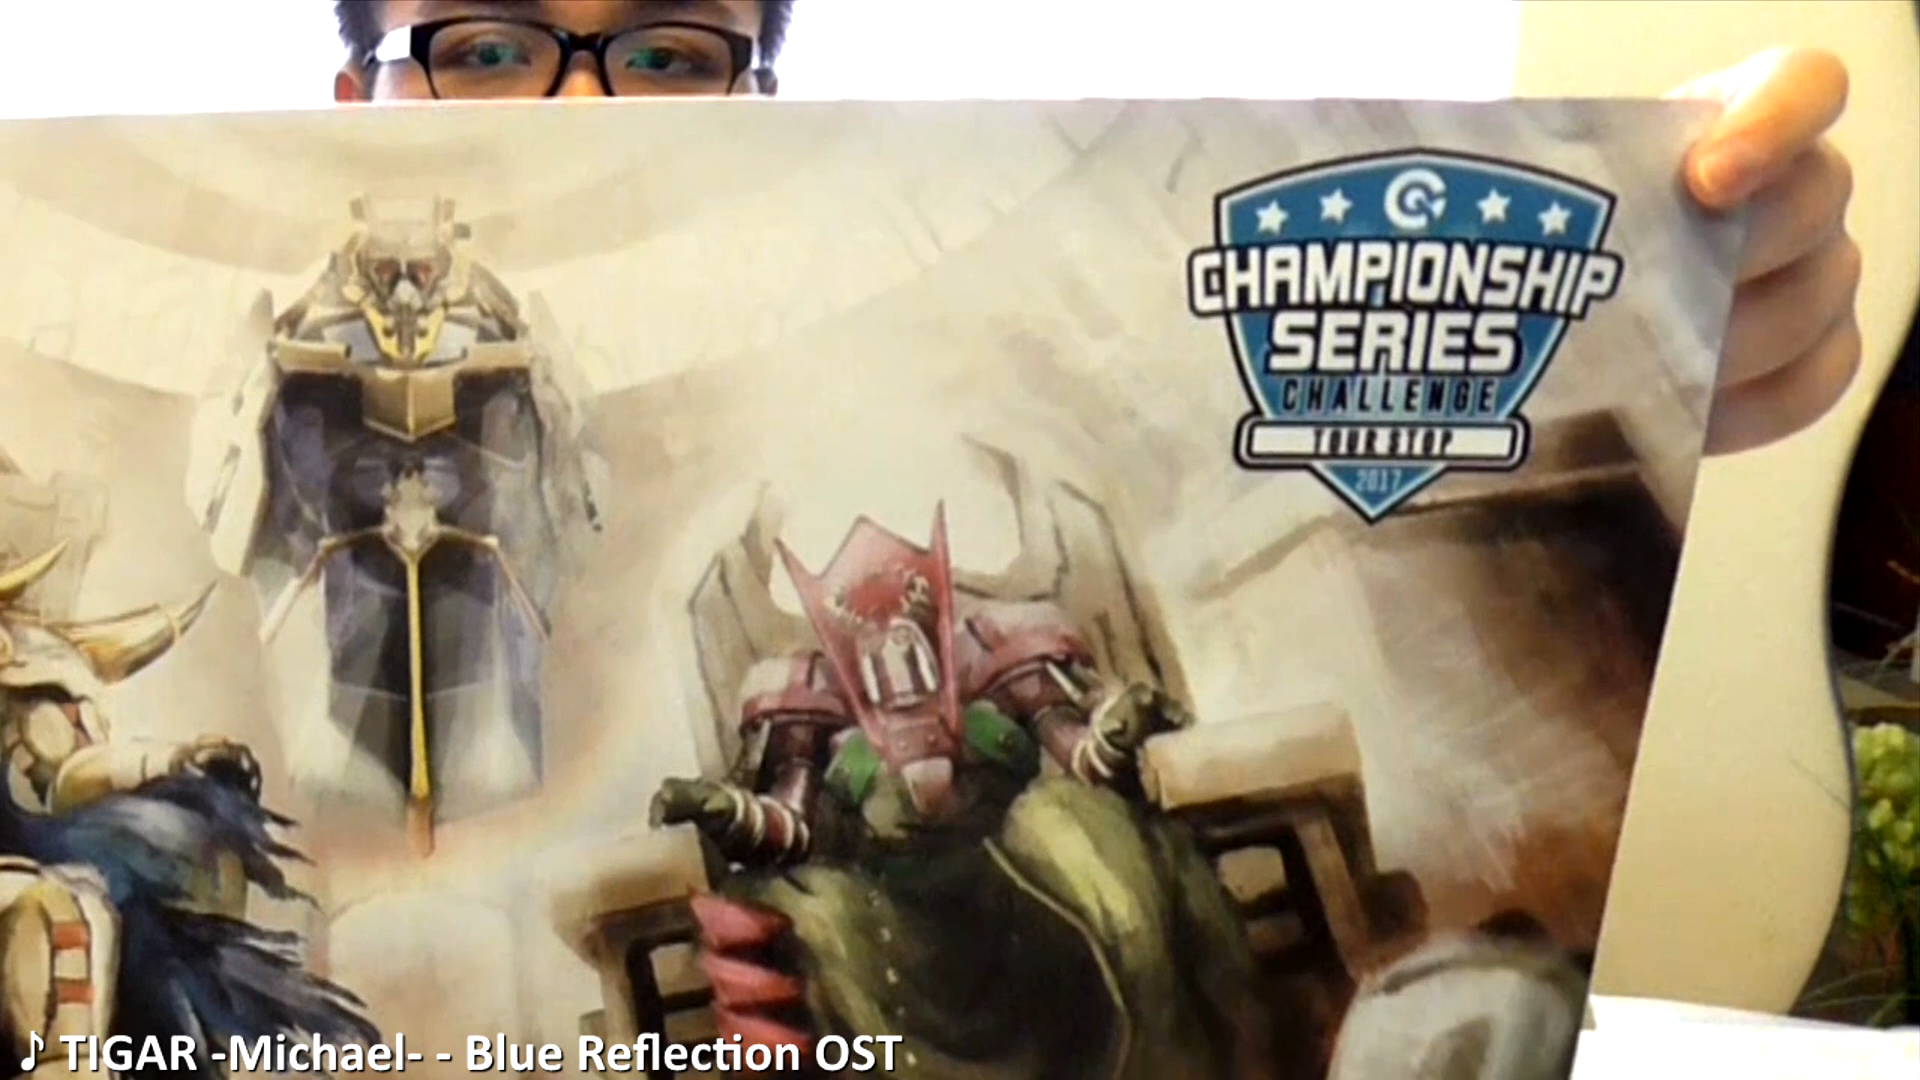 CHAMPIONSHIP
SERIES
CHALLENGE
TOUR STOP
2017
♪ TIGAR -Michael- - Blue Reflection OST